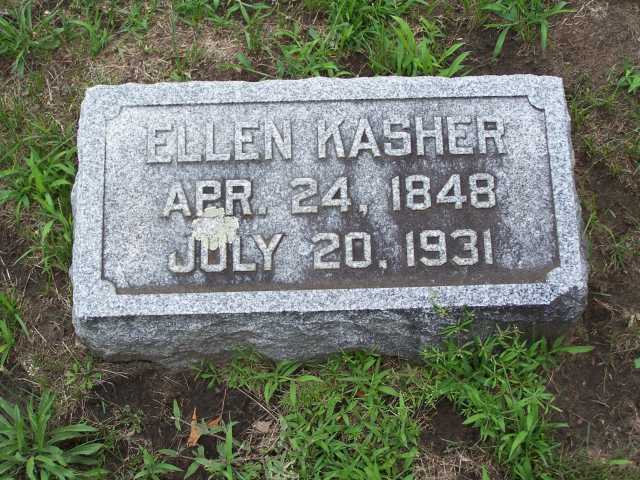 ELLEN KASHER
APR. 24, 1848
JULY 20, 1931